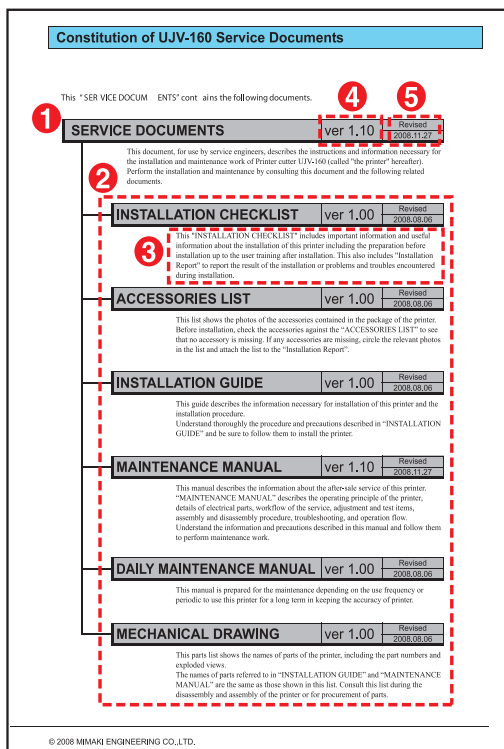 Constitution of UJV-160 Service Documents
This “ SER VICE DOCUM ENTS” cont ains the following documents.
4
5
1
SERVICE DOCUMENTS ver 1.10 Revised 2008.11.27
This document, for use by service engineers, describes the instructions and information necessary for
the installation and maintenance work of Printer cutter UJV-160 (called "the printer" hereafter).
Perform the installation and maintenance by consulting this document and the following related
documents.
2
INSTALLATION CHECKLIST ver 1.00 Revised 2008.08.06
3
This "INSTALLATION CHECKLIST" includes important information and useful
information about the installation of this printer including the preparation before
installation up to the user training after installation. This also includes "Installation
Report" to report the result of the installation or problems and troubles encountered
during installation.
ACCESSORIES LIST ver 1.00 Revised 2008.08.06
This list shows the photos of the accessories contained in the package of the printer.
Before installation, check the accessories against the “ACCESSORIES LIST” to see
that no accessory is missing. If any accessories are missing, circle the relevant photos
in the list and attach the list to the “Installation Report”.
INSTALLATION GUIDE ver 1.00 Revised 2008.08.06
This guide describes the information necessary for installation of this printer and the
installation procedure.
Understand thoroughly the procedure and precautions described in “INSTALLATION
GUIDE” and be sure to follow them to install the printer.
MAINTENANCE MANUAL ver 1.10 Revised 2008.11.27
This manual describes the information about the after-sale service of this printer.
“MAINTENANCE MANUAL” describes the operating principle of the printer,
details of electrical parts, workflow of the service, adjustment and test items,
assembly and disassembly procedure, troubleshooting, and operation flow.
Understand the information and precautions described in this manual and follow them
to perform maintenance work.
DAILY MAINTENANCE MANUAL ver 1.00 Revised 2008.08.06
This manual is prepared for the maintenance depending on the use frequency or
periodic to use this printer for a long term in keeping the accuracy of printer.
MECHANICAL DRAWING ver 1.00 Revised 2008.08.06
This parts list shows the names of parts of the printer, including the part numbers and
exploded views.
The names of parts referred to in “INSTALLATION GUIDE” and “MAINTENANCE
MANUAL” are the same as those shown in this list. Consult this list during the
disassembly and assembly of the printer or for procurement of parts.
© 2008 MIMAKI ENGINEERING CO.,LTD.